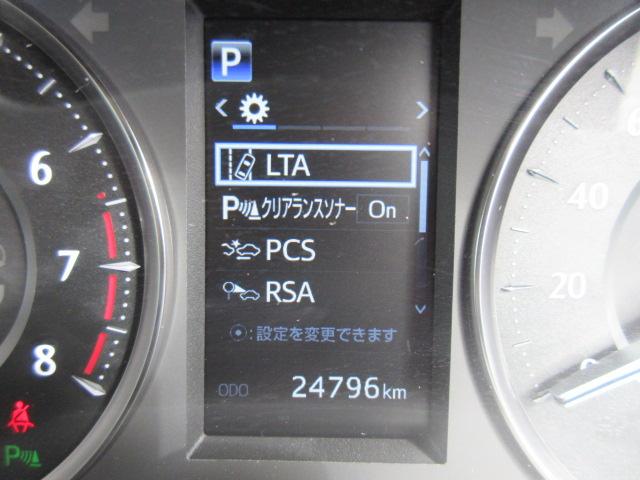 P
LTA
P クリアランスソナー On
PCS
RSA
:設定を変更できます
ODO 24796 km
6
7
8
40
20
P